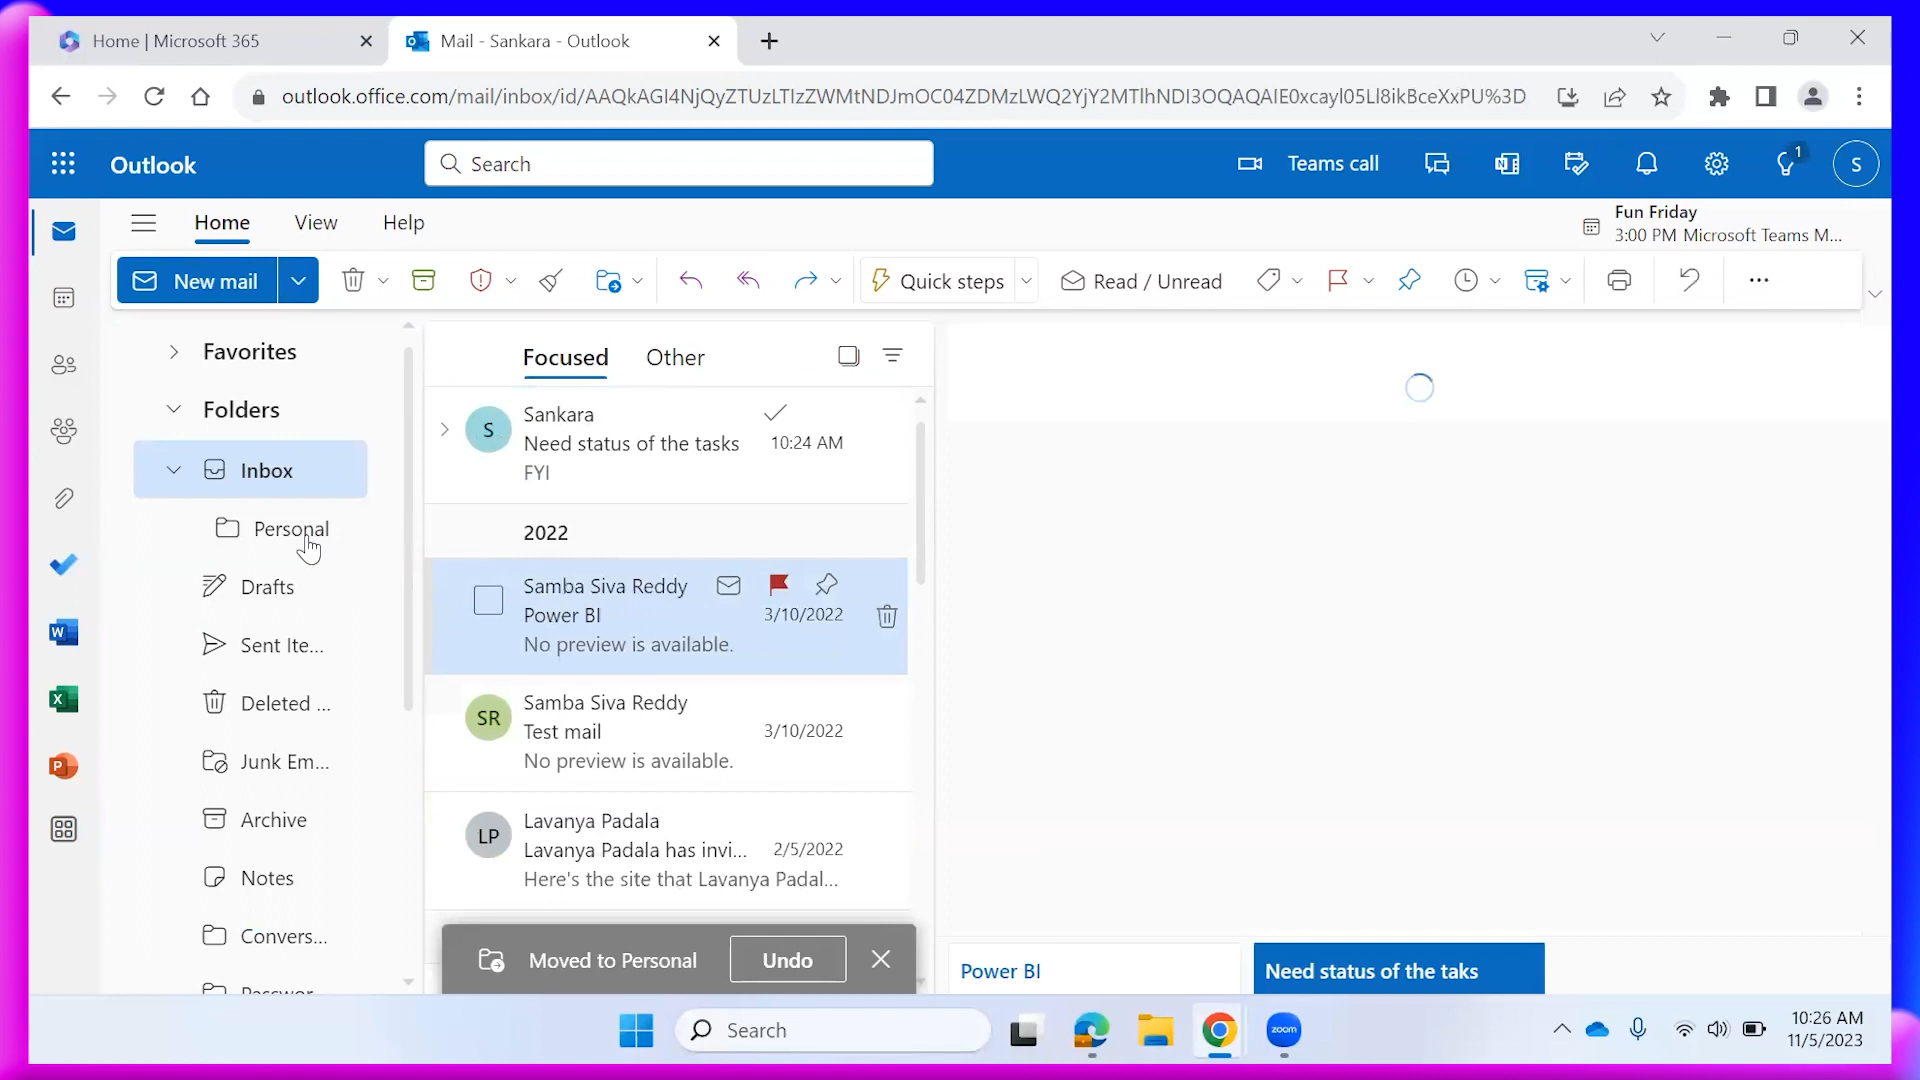 Home | Microsoft 365
Mail - Sankara - Outlook
outlook.office.com/mail/inbox/id/AAQkAGI4NjQyZTUzLTIzZWMtNDJmOC04ZDMzLWQ2YjY2MTlhNDI3OQAQAIE0xcayl05Ll8ikBceXxPU%3D
Outlook
Search
Teams call
1
S
Home
View
Help
Fun Friday
3:00 PM Microsoft Teams M...
New mail
Quick steps
Read / Unread
Favorites
Folders
Inbox
Personal
Drafts
Sent Ite...
Deleted ...
Junk Em...
Archive
Notes
Convers...
Passwor
Focused
Other
S
Sankara
Need status of the tasks
10:24 AM
FYI
2022
Samba Siva Reddy
Power BI
3/10/2022
No preview is available.
SR
Samba Siva Reddy
Test mail
3/10/2022
No preview is available.
LP
Lavanya Padala
Lavanya Padala has invi...
2/5/2022
Here's the site that Lavanya Padal...
Moved to Personal
Undo
Power BI
Need status of the taks
W
X
P
Search
zoom
10:26 AM
11/5/2023